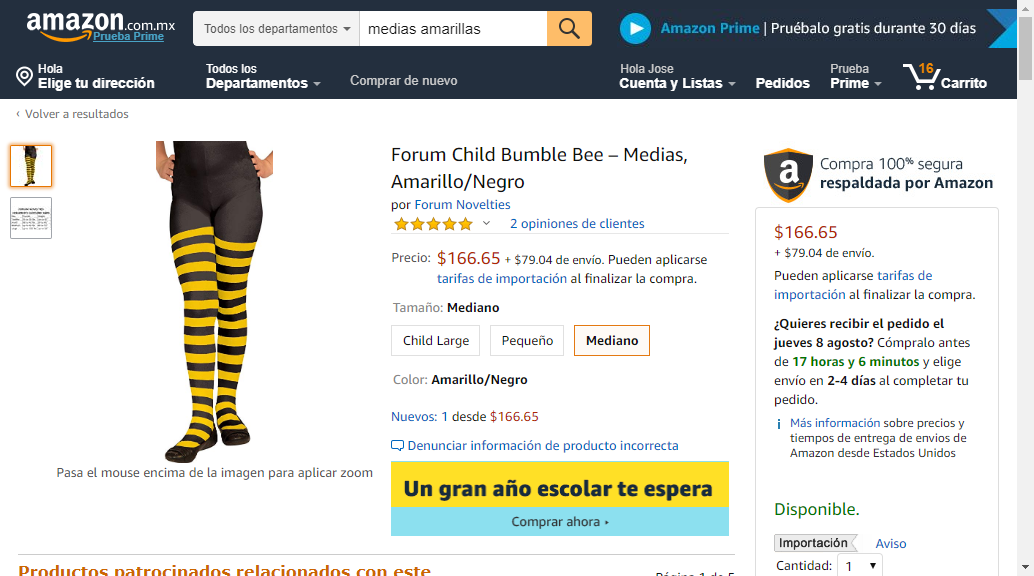 amazon.com.mx
Prueba Prime
Todos los departamentos
medias amarillas
Amazon Prime | Pruébalo gratis durante 30 días
Hola
Elige tu dirección
Todos los
Departamentos
Comprar de nuevo
Hola Jose
Cuenta y Listas
Pedidos
Prueba
Prime
16
Carrito
‹ Volver a resultados
Pasa el mouse encima de la imagen para aplicar zoom
Forum Child Bumble Bee – Medias,
Amarillo/Negro
por Forum Novelties
2 opiniones de clientes
Precio: $166.65 + $79.04 de envío. Pueden aplicarse
tarifas de importación al finalizar la compra.
Tamaño: Mediano
Child Large
Pequeño
Mediano
Color: Amarillo/Negro
Nuevos: 1 desde $166.65
Denunciar información de producto incorrecta
Un gran año escolar te espera
Comprar ahora ▸
a
Compra 100% segura
respaldada por Amazon
$166.65
+ $79.04 de envío.
Pueden aplicarse tarifas de
importación al finalizar la compra.
¿Quieres recibir el pedido el
jueves 8 agosto? Cómpralo antes
de 17 horas y 6 minutos y elige
envío en 2-4 días al completar tu
pedido.
Más información sobre precios y
tiempos de entrega de envios de
Amazon desde Estados Unidos
Disponible.
Importación
Aviso
Cantidad: 1
Productos patrocinados relacionados con este
Página 1 de 5